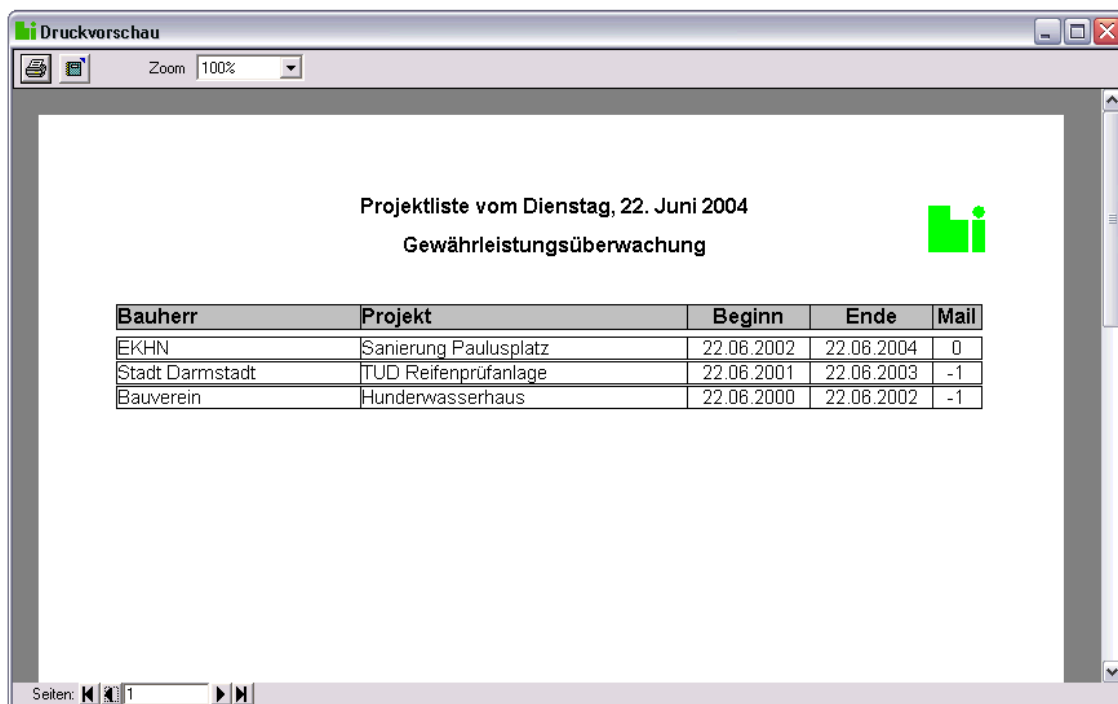 Druckvorschau
Zoom 100%
Projektliste vom Dienstag, 22. Juni 2004
Gewährleistungsüberwachung
Bauherr Projekt Beginn Ende Mail
EKHN Sanierung Paulusplatz 22.06.2002 22.06.2004 0
Stadt Darmstadt TUD Reifenprüfanlage 22.06.2001 22.06.2003 -1
Bauverein Hunderwasserhaus 22.06.2000 22.06.2002 -1
Seiten: 1